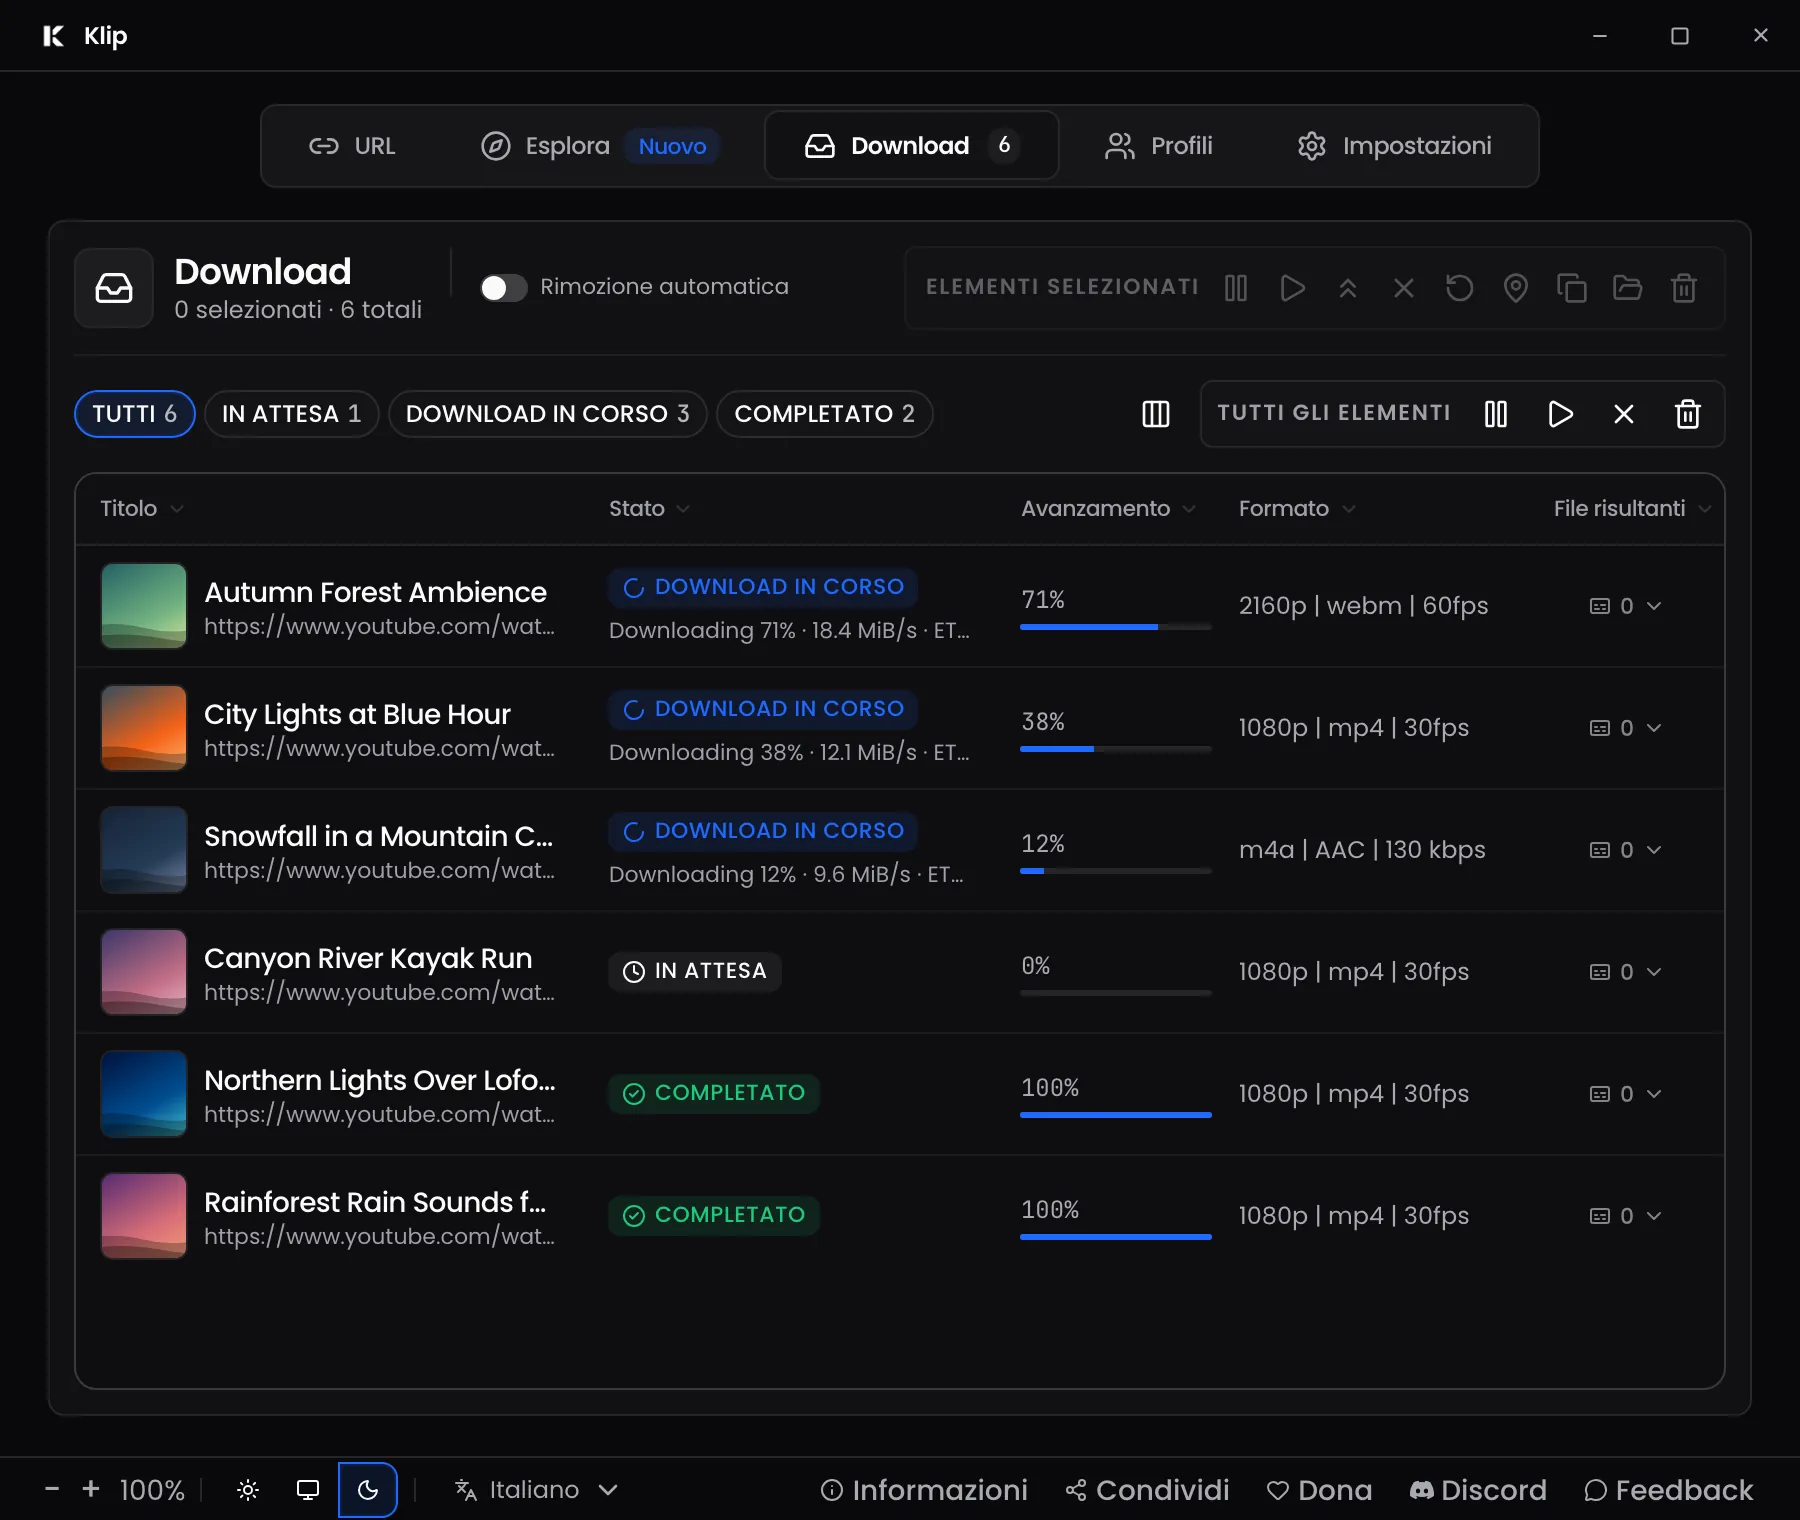 Klip
URL
Esplora Nuovo
Download 6
Profili
Impostazioni
Download
0 selezionati · 6 totali
Rimozione automatica
ELEMENTI SELEZIONATI
TUTTI 6
IN ATTESA 1
DOWNLOAD IN CORSO 3
COMPLETATO 2
TUTTI GLI ELEMENTI
Titolo
Stato
Avanzamento
Formato
File risultanti
Autumn Forest Ambience
https://www.youtube.com/wat...
DOWNLOAD IN CORSO
Downloading 71% · 18.4 MiB/s · ET...
71%
2160p | webm | 60fps
0
City Lights at Blue Hour
https://www.youtube.com/wat...
DOWNLOAD IN CORSO
Downloading 38% · 12.1 MiB/s · ET...
38%
1080p | mp4 | 30fps
0
Snowfall in a Mountain C...
https://www.youtube.com/wat...
DOWNLOAD IN CORSO
Downloading 12% · 9.6 MiB/s · ET...
12%
m4a | AAC | 130 kbps
0
Canyon River Kayak Run
https://www.youtube.com/wat...
IN ATTESA
0%
1080p | mp4 | 30fps
0
Northern Lights Over Lofo...
https://www.youtube.com/wat...
COMPLETATO
100%
1080p | mp4 | 30fps
0
Rainforest Rain Sounds f...
https://www.youtube.com/wat...
COMPLETATO
100%
1080p | mp4 | 30fps
0
100%
Italiano
Informazioni
Condividi
Dona
Discord
Feedback